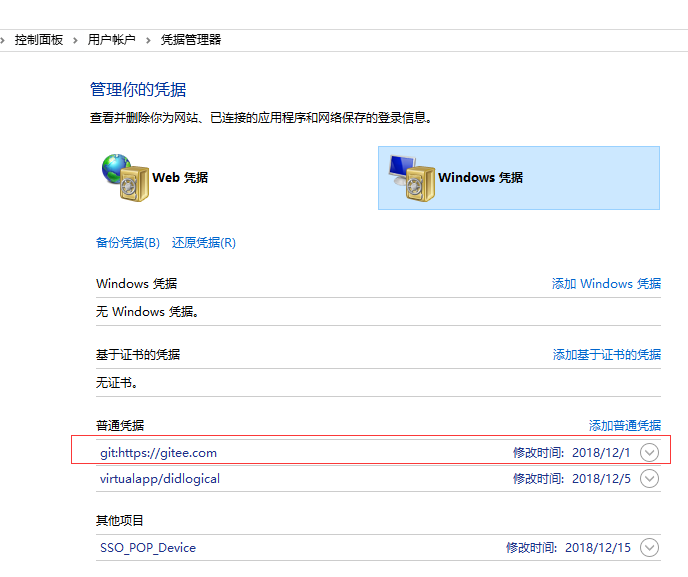 控制面板 › 用户帐户 › 凭据管理器
管理你的凭据
查看并删除你为网站、已连接的应用程序和网络保存的登录信息。
Web 凭据 Windows 凭据
备份凭据(B) 还原凭据(R)
Windows 凭据 添加 Windows 凭据
无 Windows 凭据。
基于证书的凭据 添加基于证书的凭据
无证书。
普通凭据 添加普通凭据
git:https://gitee.com 修改时间: 2018/12/1
virtualapp/didlogical 修改时间: 2018/12/5
其他项目
SSO_POP_Device 修改时间: 2018/12/15